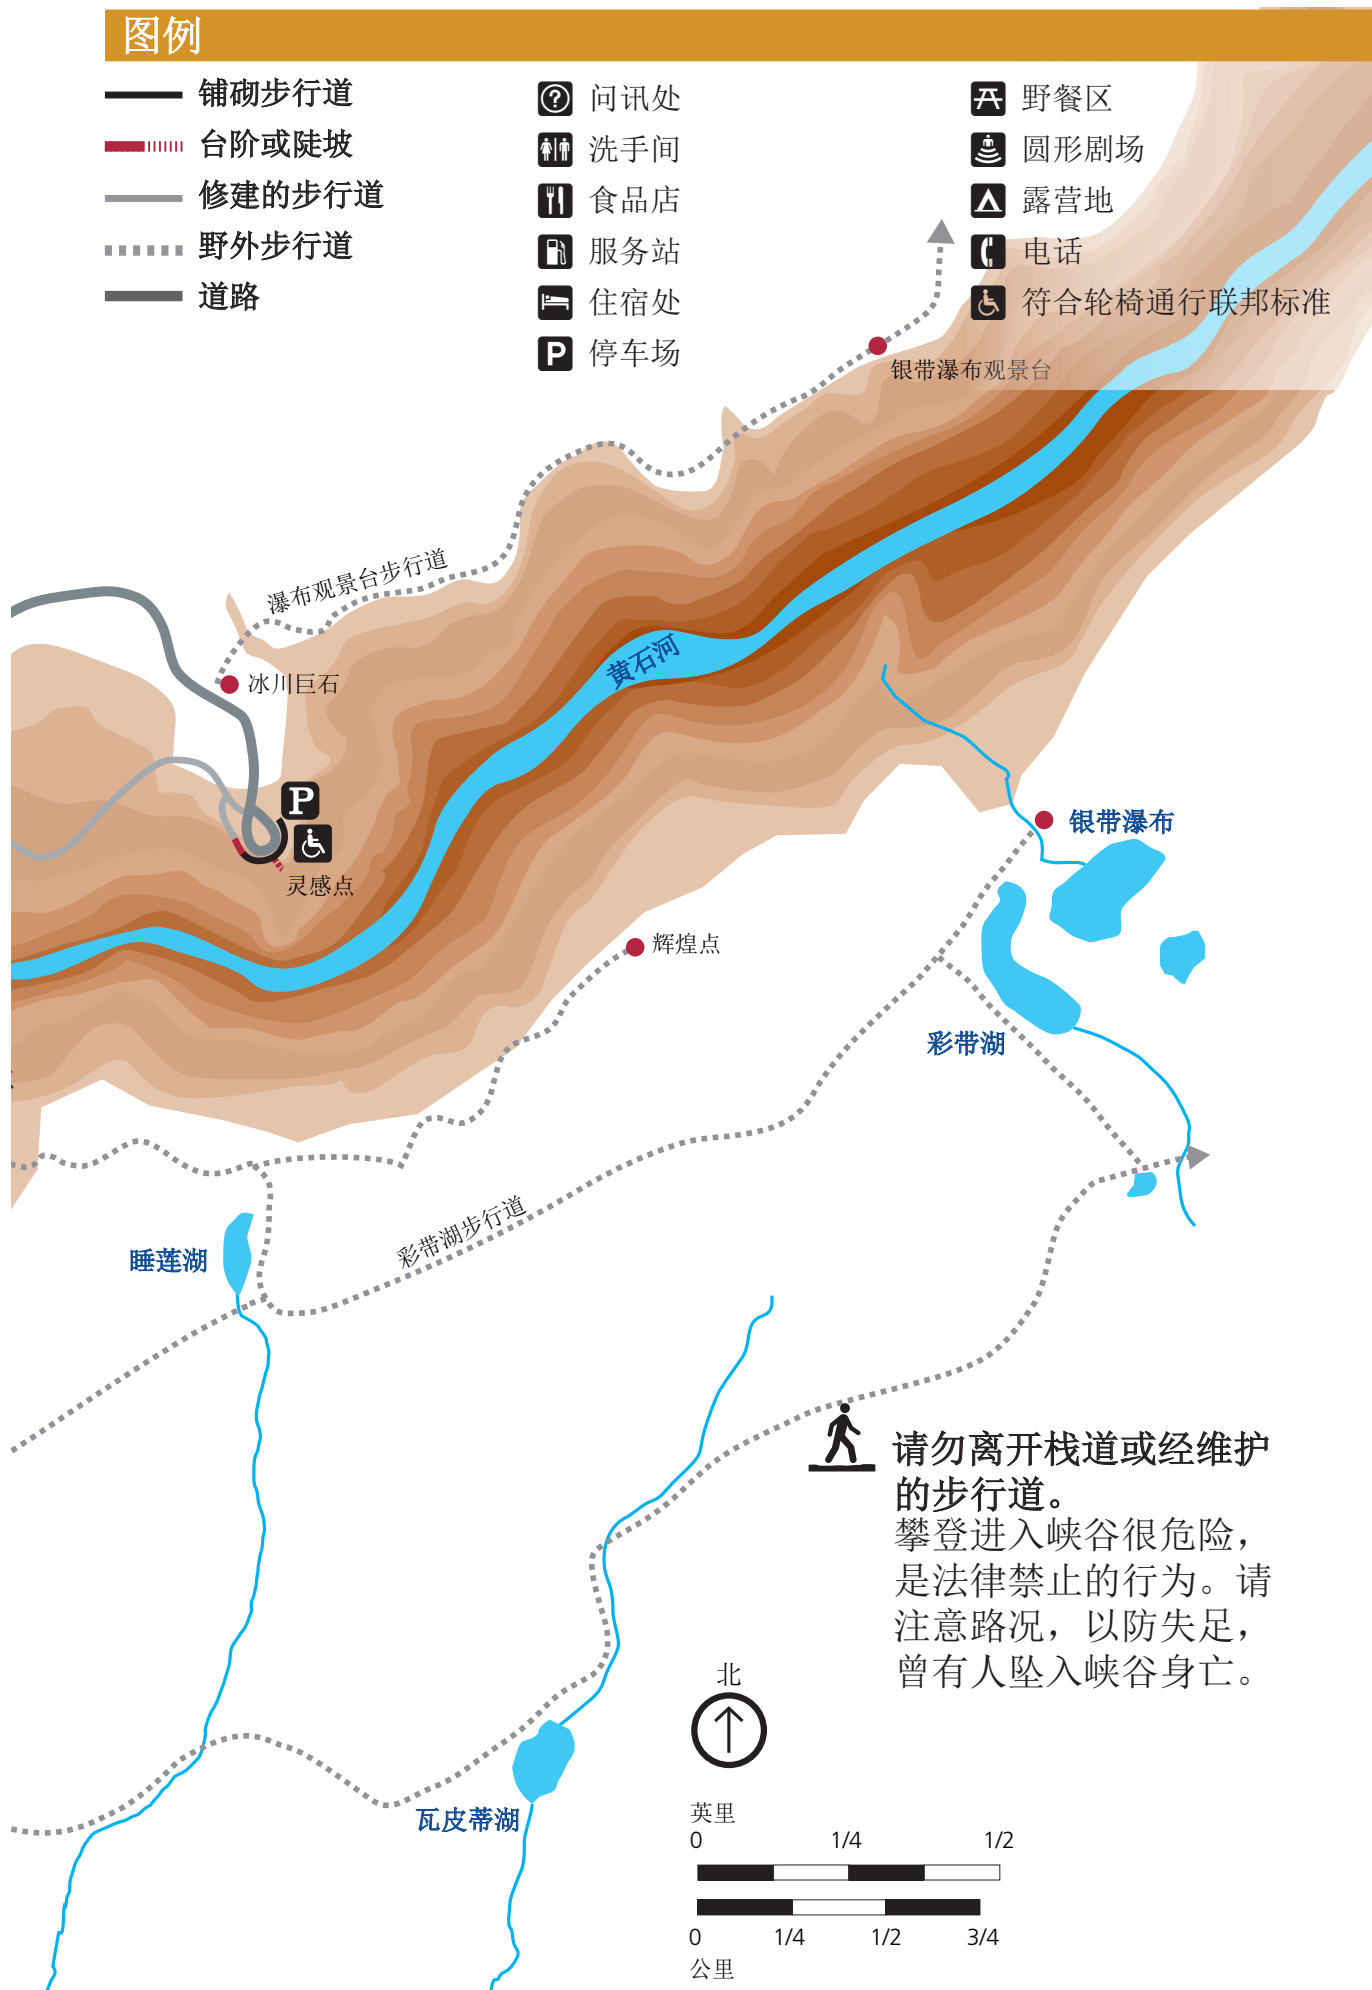 图例
铺砌步行道
台阶或陡坡
修建的步行道
野外步行道
道路
问讯处
洗手间
食品店
服务站
住宿处
P 停车场
野餐区
圆形剧场
露营地
电话
符合轮椅通行联邦标准
银带瀑布观景台
瀑布观景台步行道
冰川巨石
黄石河
P
灵感点
银带瀑布
辉煌点
彩带湖
彩带湖步行道
睡莲湖
请勿离开栈道或经维护
的步行道。
攀登进入峡谷很危险，
是法律禁止的行为。请
注意路况，以防失足，
曾有人坠入峡谷身亡。
瓦皮蒂湖
北
英里
0 1/4 1/2
0 1/4 1/2 3/4
公里